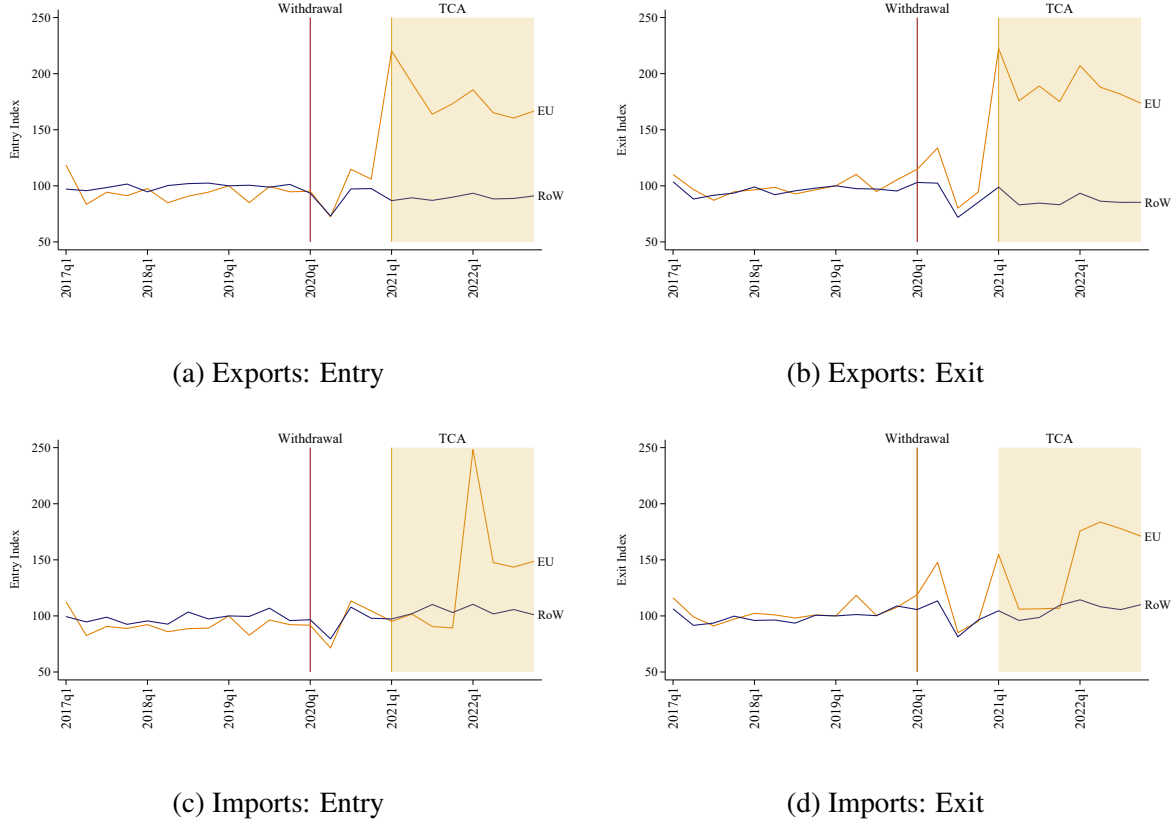 Withdrawal TCA
250
200
150
100
50
Entry Index
EU
RoW
2017q1
2018q1
2019q1
2020q1
2021q1
2022q1
(a) Exports: Entry
Withdrawal TCA
250
200
150
100
50
Exit Index
EU
RoW
2017q1
2018q1
2019q1
2020q1
2021q1
2022q1
(b) Exports: Exit
Withdrawal TCA
250
200
150
100
50
Entry Index
EU
RoW
2017q1
2018q1
2019q1
2020q1
2021q1
2022q1
(c) Imports: Entry
Withdrawal TCA
250
200
150
100
50
Exit Index
EU
RoW
2017q1
2018q1
2019q1
2020q1
2021q1
2022q1
(d) Imports: Exit